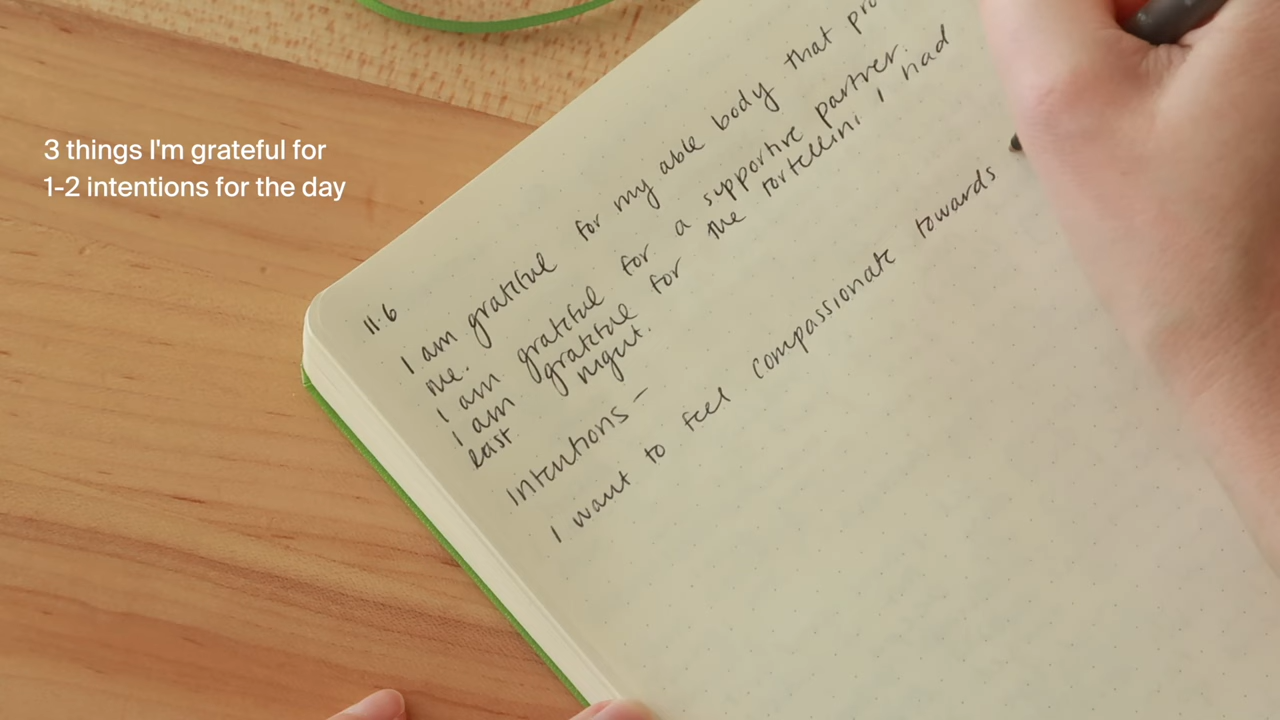 3 things I'm grateful for
1-2 intentions for the day
11.6
I am grateful for my able body that pro
me.
I am grateful for a supportive partner.
I am grateful for the tortellini I had
last night.
Intentions -
I want to feel compassionate towards